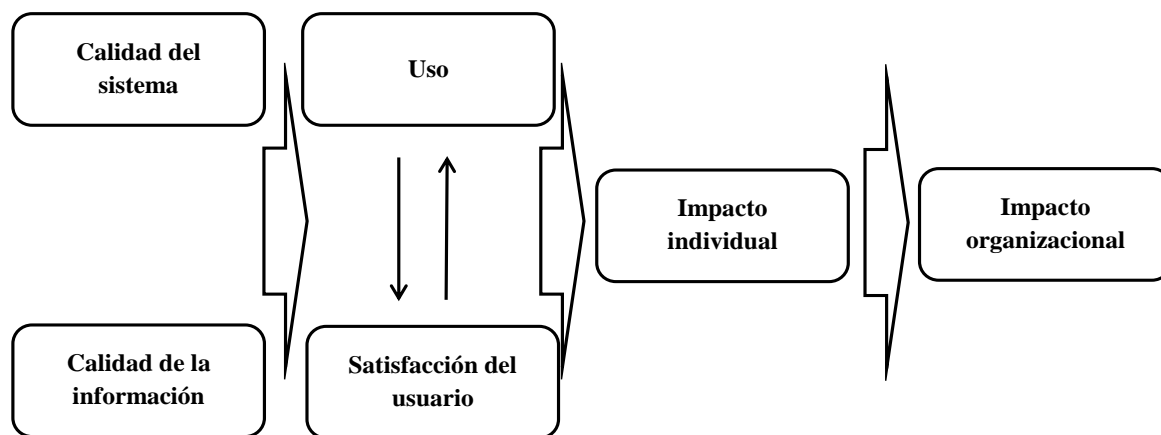 Calidad del
sistema
Uso
Impacto
individual
Impacto
organizacional
Calidad de la
información
Satisfacción del
usuario